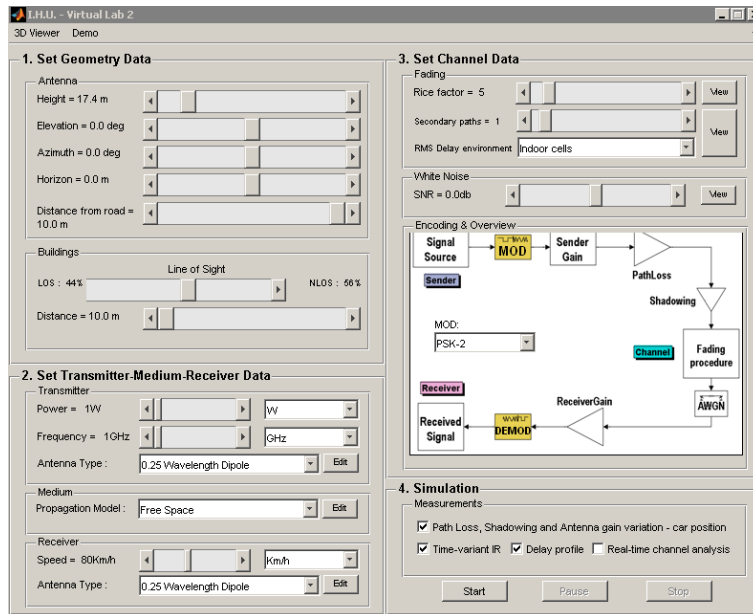 I.H.U. - Virtual Lab 2
3D Viewer Demo
1. Set Geometry Data
Antenna
Height = 17.4 m
Elevation = 0.0 deg
Azimuth = 0.0 deg
Horizon = 0.0 m
Distance from road =
10.0 m
Buildings
Line of Sight
LOS : 44% NLOS : 56%
Distance = 10.0 m
2. Set Transmitter-Medium-Receiver Data
Transmitter
Power = 1W W
Frequency = 1GHz GHz
Antenna Type : 0.25 Wavelength Dipole Edit
Medium
Propagation Model : Free Space Edit
Receiver
Speed = 80Km/h Km/h
Antenna Type : 0.25 Wavelength Dipole Edit
3. Set Channel Data
Fading
Rice factor = 5 View
Secondary paths = 1 View
RMS Delay environment Indoor cells
White Noise
SNR = 0.0db View
Encoding & Overview
Signal
Source
MOD
Sender
Gain
PathLoss
Sender
Shadowing
MOD:
PSK-2
Channel
Fading
procedure
Receiver
ReceiverGain
AWGN
Received
Signal
DEMOD
4. Simulation
Measurements
Path Loss, Shadowing and Antenna gain variation - car position
Time-variant IR Delay profile Real-time channel analysis
Start Pause Stop